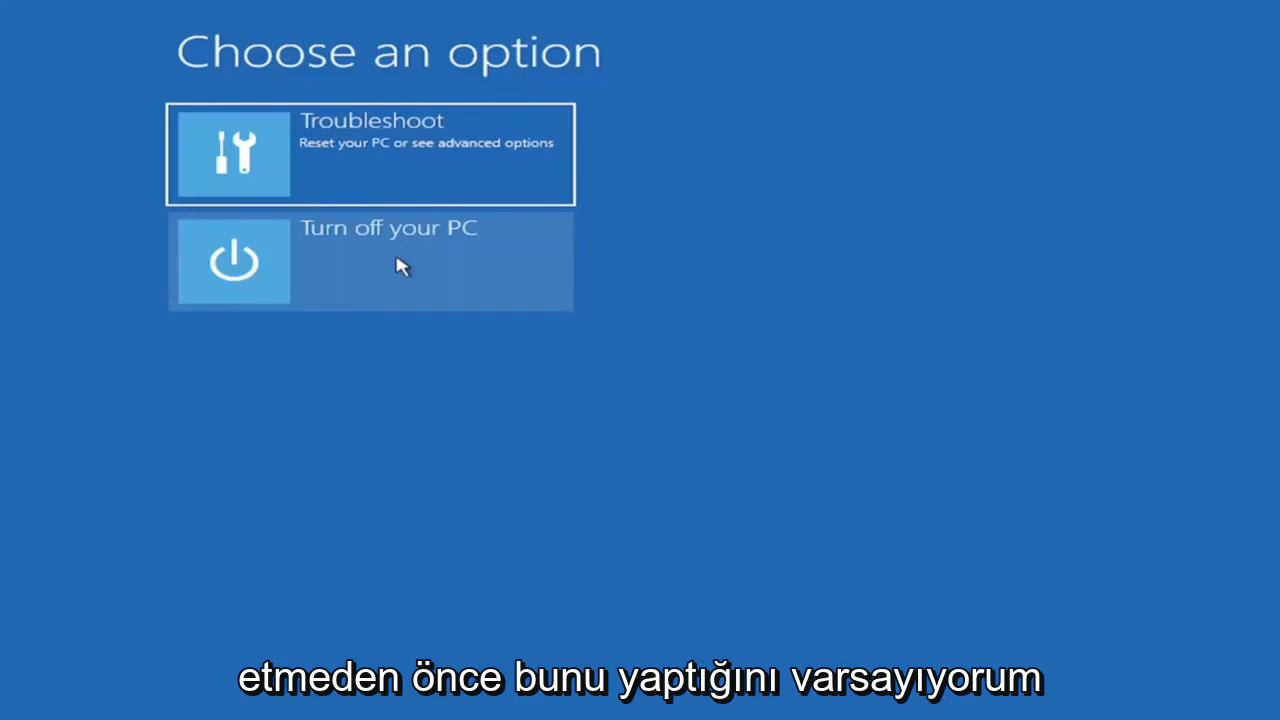 Choose an option
Troubleshoot
Reset your PC or see advanced options
Turn off your PC
etmeden önce bunu yaptığını varsayıyorum